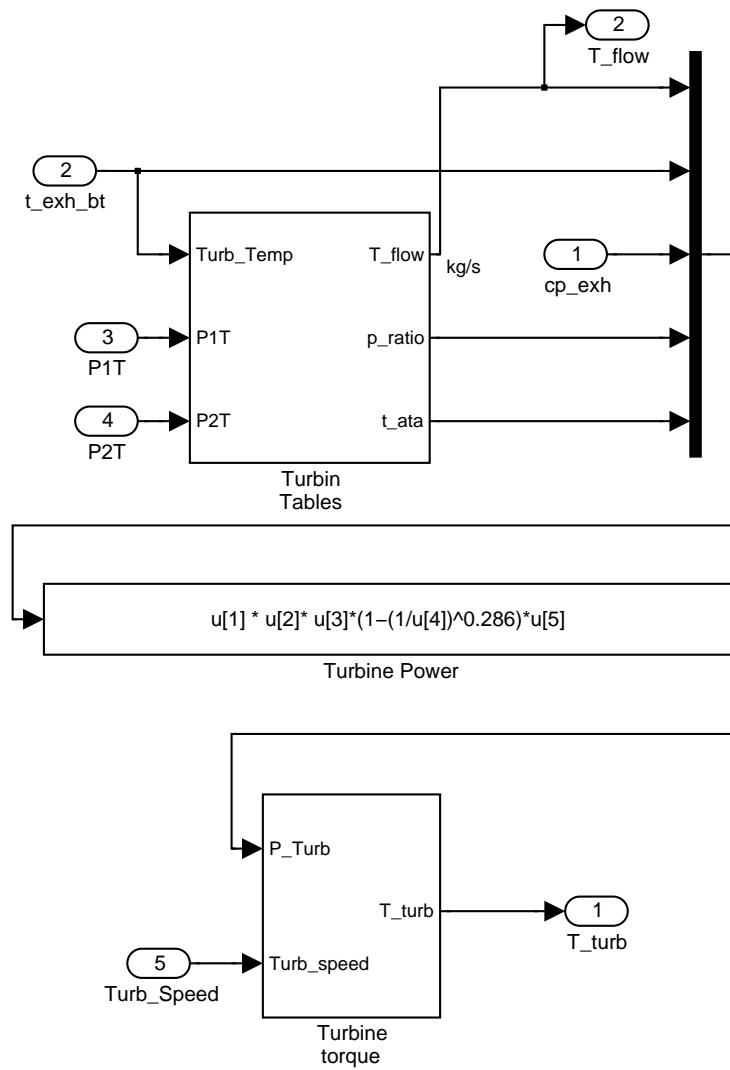 2
T_flow
2
t_exh_bt
Turb_Temp
T_flow
kg/s
1
cp_exh
3
P1T
P1T
p_ratio
4
P2T
P2T
t_ata
Turbin
Tables
u[1] * u[2]* u[3]*(1−(1/u[4])^0.286)*u[5]
Turbine Power
P_Turb
T_turb
1
T_turb
5
Turb_Speed
Turb_speed
Turbine
torque